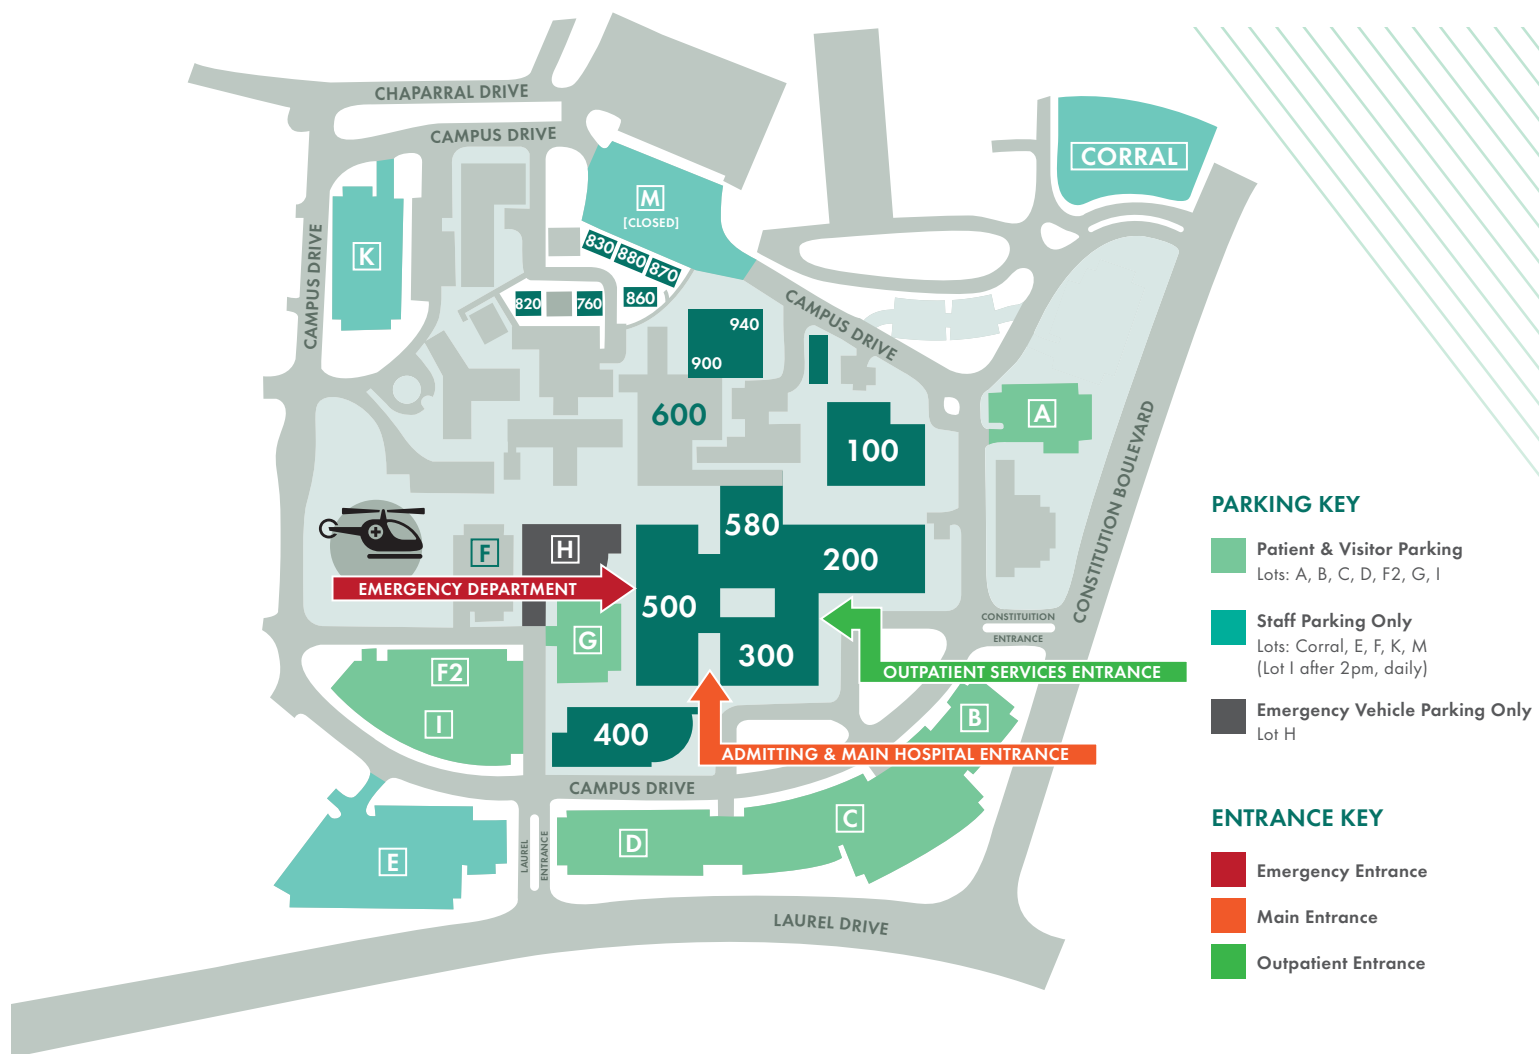 CHAPARRAL DRIVE
CAMPUS DRIVE
CORRAL
M
[CLOSED]
K
CAMPUS DRIVE
830
880
870
820
760
860
CAMPUS DRIVE
940
900
600
100
A
CONSTITUTION BOULEVARD
580
F
H
200
EMERGENCY DEPARTMENT
500
G
300
CONSTITUTION
ENTRANCE
OUTPATIENT SERVICES ENTRANCE
F2
I
400
B
ADMITTING & MAIN HOSPITAL ENTRANCE
CAMPUS DRIVE
C
D
E
LAUREL
ENTRANCE
LAUREL DRIVE
PARKING KEY
Patient & Visitor Parking
Lots: A, B, C, D, F2, G, I
Staff Parking Only
Lots: Corral, E, F, K, M
(Lot I after 2pm, daily)
Emergency Vehicle Parking Only
Lot H
ENTRANCE KEY
Emergency Entrance
Main Entrance
Outpatient Entrance